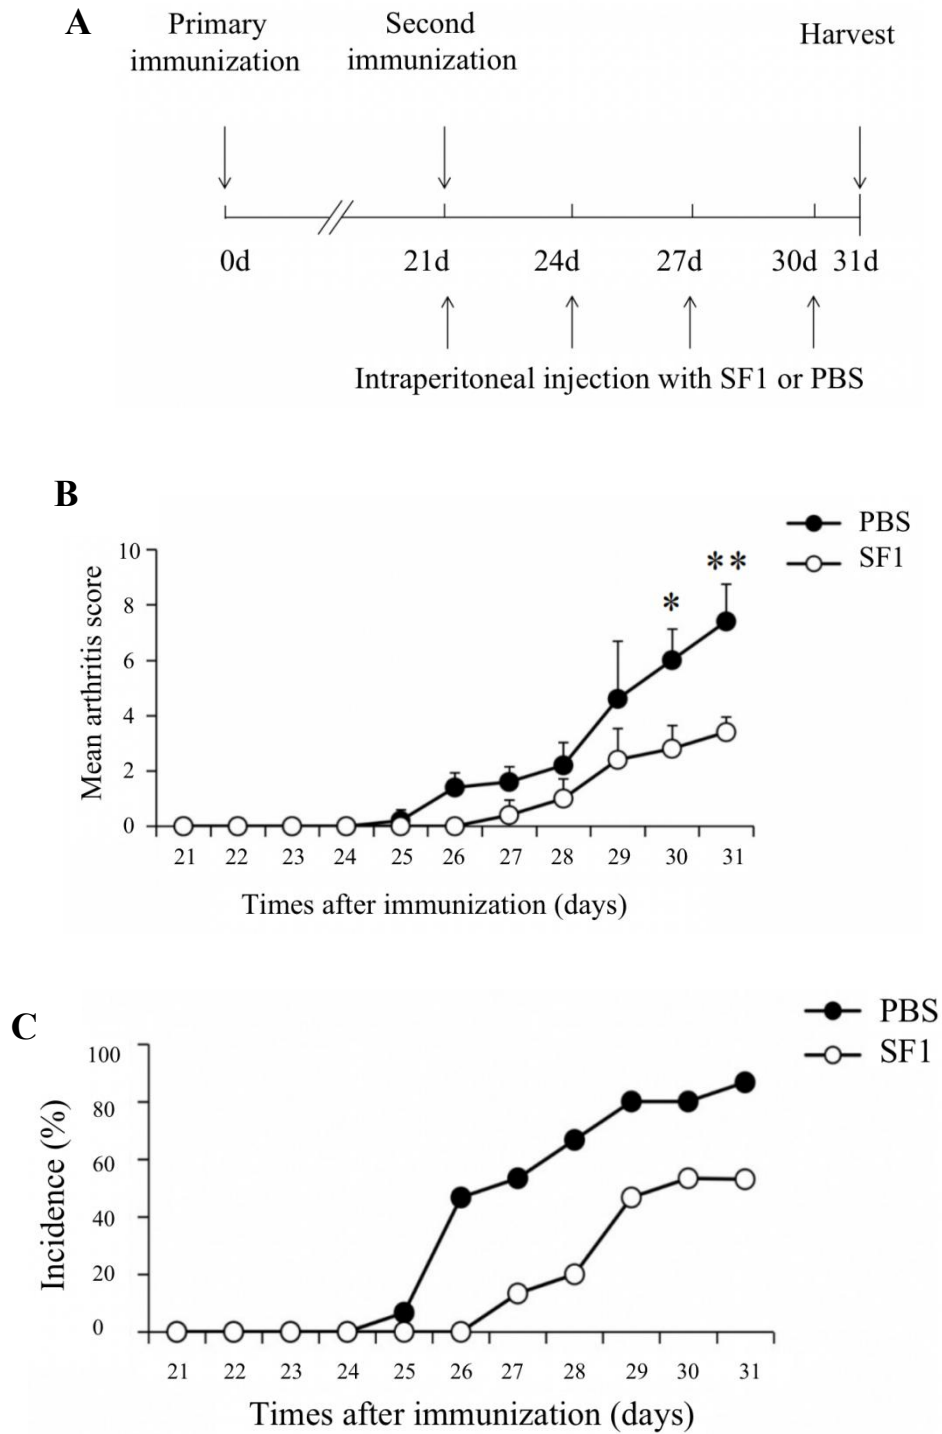 A
Primary
immunization
Second
immunization
Harvest
0d
21d
24d
27d
30d
31d
Intraperitoneal injection with SF1 or PBS
B
PBS
SF1
Mean arthritis score
10
8
6
4
2
0
*
**
21 22 23 24 25 26 27 28 29 30 31
Times after immunization (days)
C
PBS
SF1
Incidence (%)
100
80
60
40
20
0
21 22 23 24 25 26 27 28 29 30 31
Times after immunization (days)